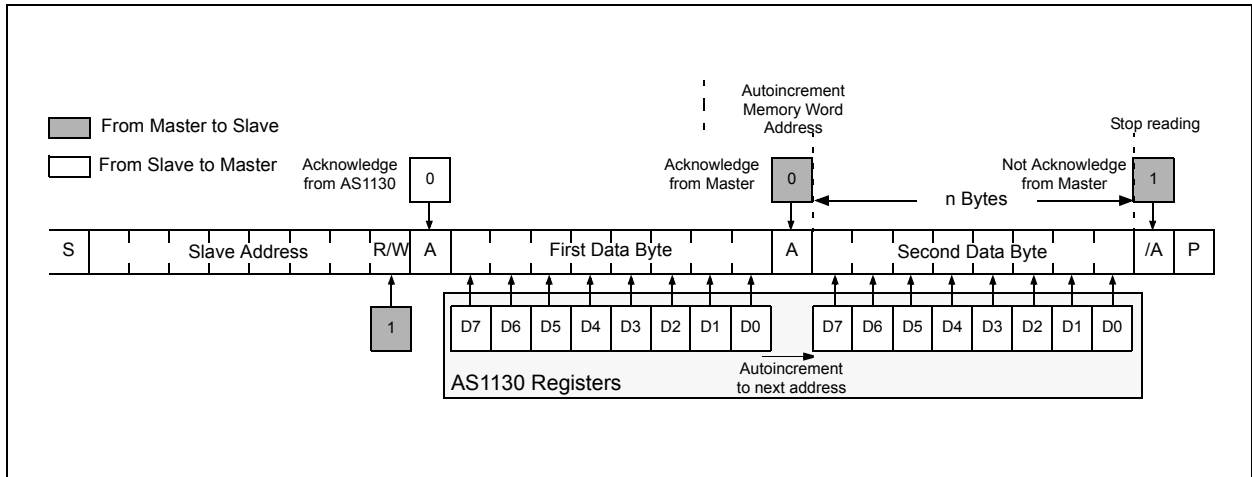 Autoincrement
Memory Word
Address
Stop reading
From Master to Slave
From Slave to Master
Acknowledge
from AS1130
0
Acknowledge
from Master
0
n Bytes
Not Acknowledge
from Master
1
S Slave Address R/W A First Data Byte A Second Data Byte /A P
1
D7 D6 D5 D4 D3 D2 D1 D0 D7 D6 D5 D4 D3 D2 D1 D0
Autoincrement
to next address
AS1130 Registers